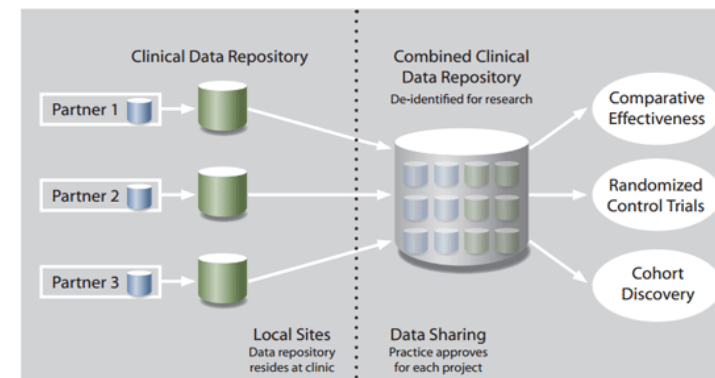 Clinical Data Repository
Combined Clinical
Data Repository
De-identified for research
Partner 1
Partner 2
Partner 3
Comparative
Effectiveness
Randomized
Control Trials
Cohort
Discovery
Local Sites
Data repository
resides at clinic
Data Sharing
Practice approves
for each project